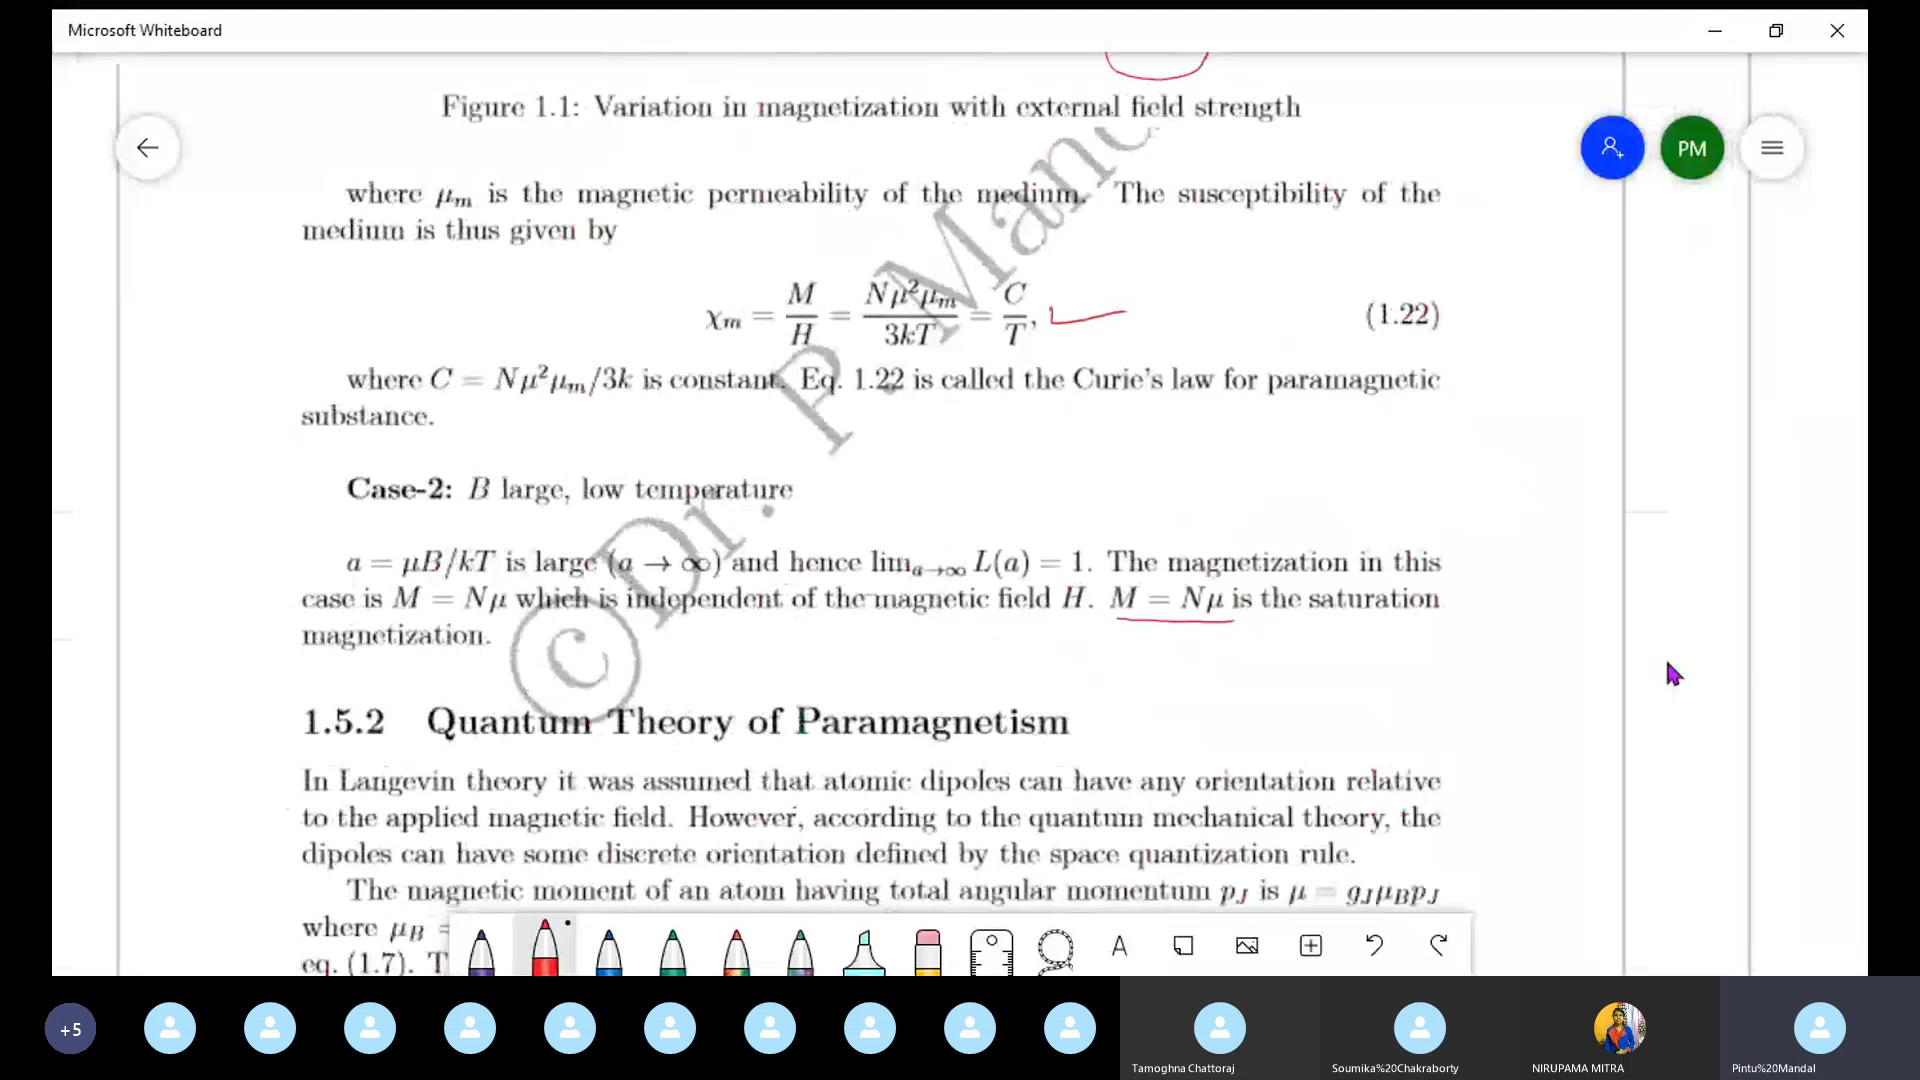 Microsoft Whiteboard
Figure 1.1: Variation in magnetization with external field strength
PM
where μₘ is the magnetic permeability of the medium. The susceptibility of the
medium is thus given by
χₘ = M/H = Nμ²μₘ/3kT = C/T, (1.22)
where C = Nμ²μₘ/3k is constant. Eq. 1.22 is called the Curie's law for paramagnetic
substance.
Case-2: B large, low temperature
a = μB/kT is large (a → ∞) and hence limₐ→∞ L(a) = 1. The magnetization in this
case is M = Nμ which is independent of the magnetic field H. M = Nμ is the saturation
magnetization.
©Dr. P. Manc
1.5.2 Quantum Theory of Paramagnetism
In Langevin theory it was assumed that atomic dipoles can have any orientation relative
to the applied magnetic field. However, according to the quantum mechanical theory, the
dipoles can have some discrete orientation defined by the space quantization rule.
The magnetic moment of an atom having total angular momentum p_J is μ = g_Jμ_Bp_J
where μ_B =
eq. (1.7). T
A
+5
Tamoghna Chattoraj
Soumika%20Chakraborty
NIRUPAMA MITRA
Pintu%20Mandal